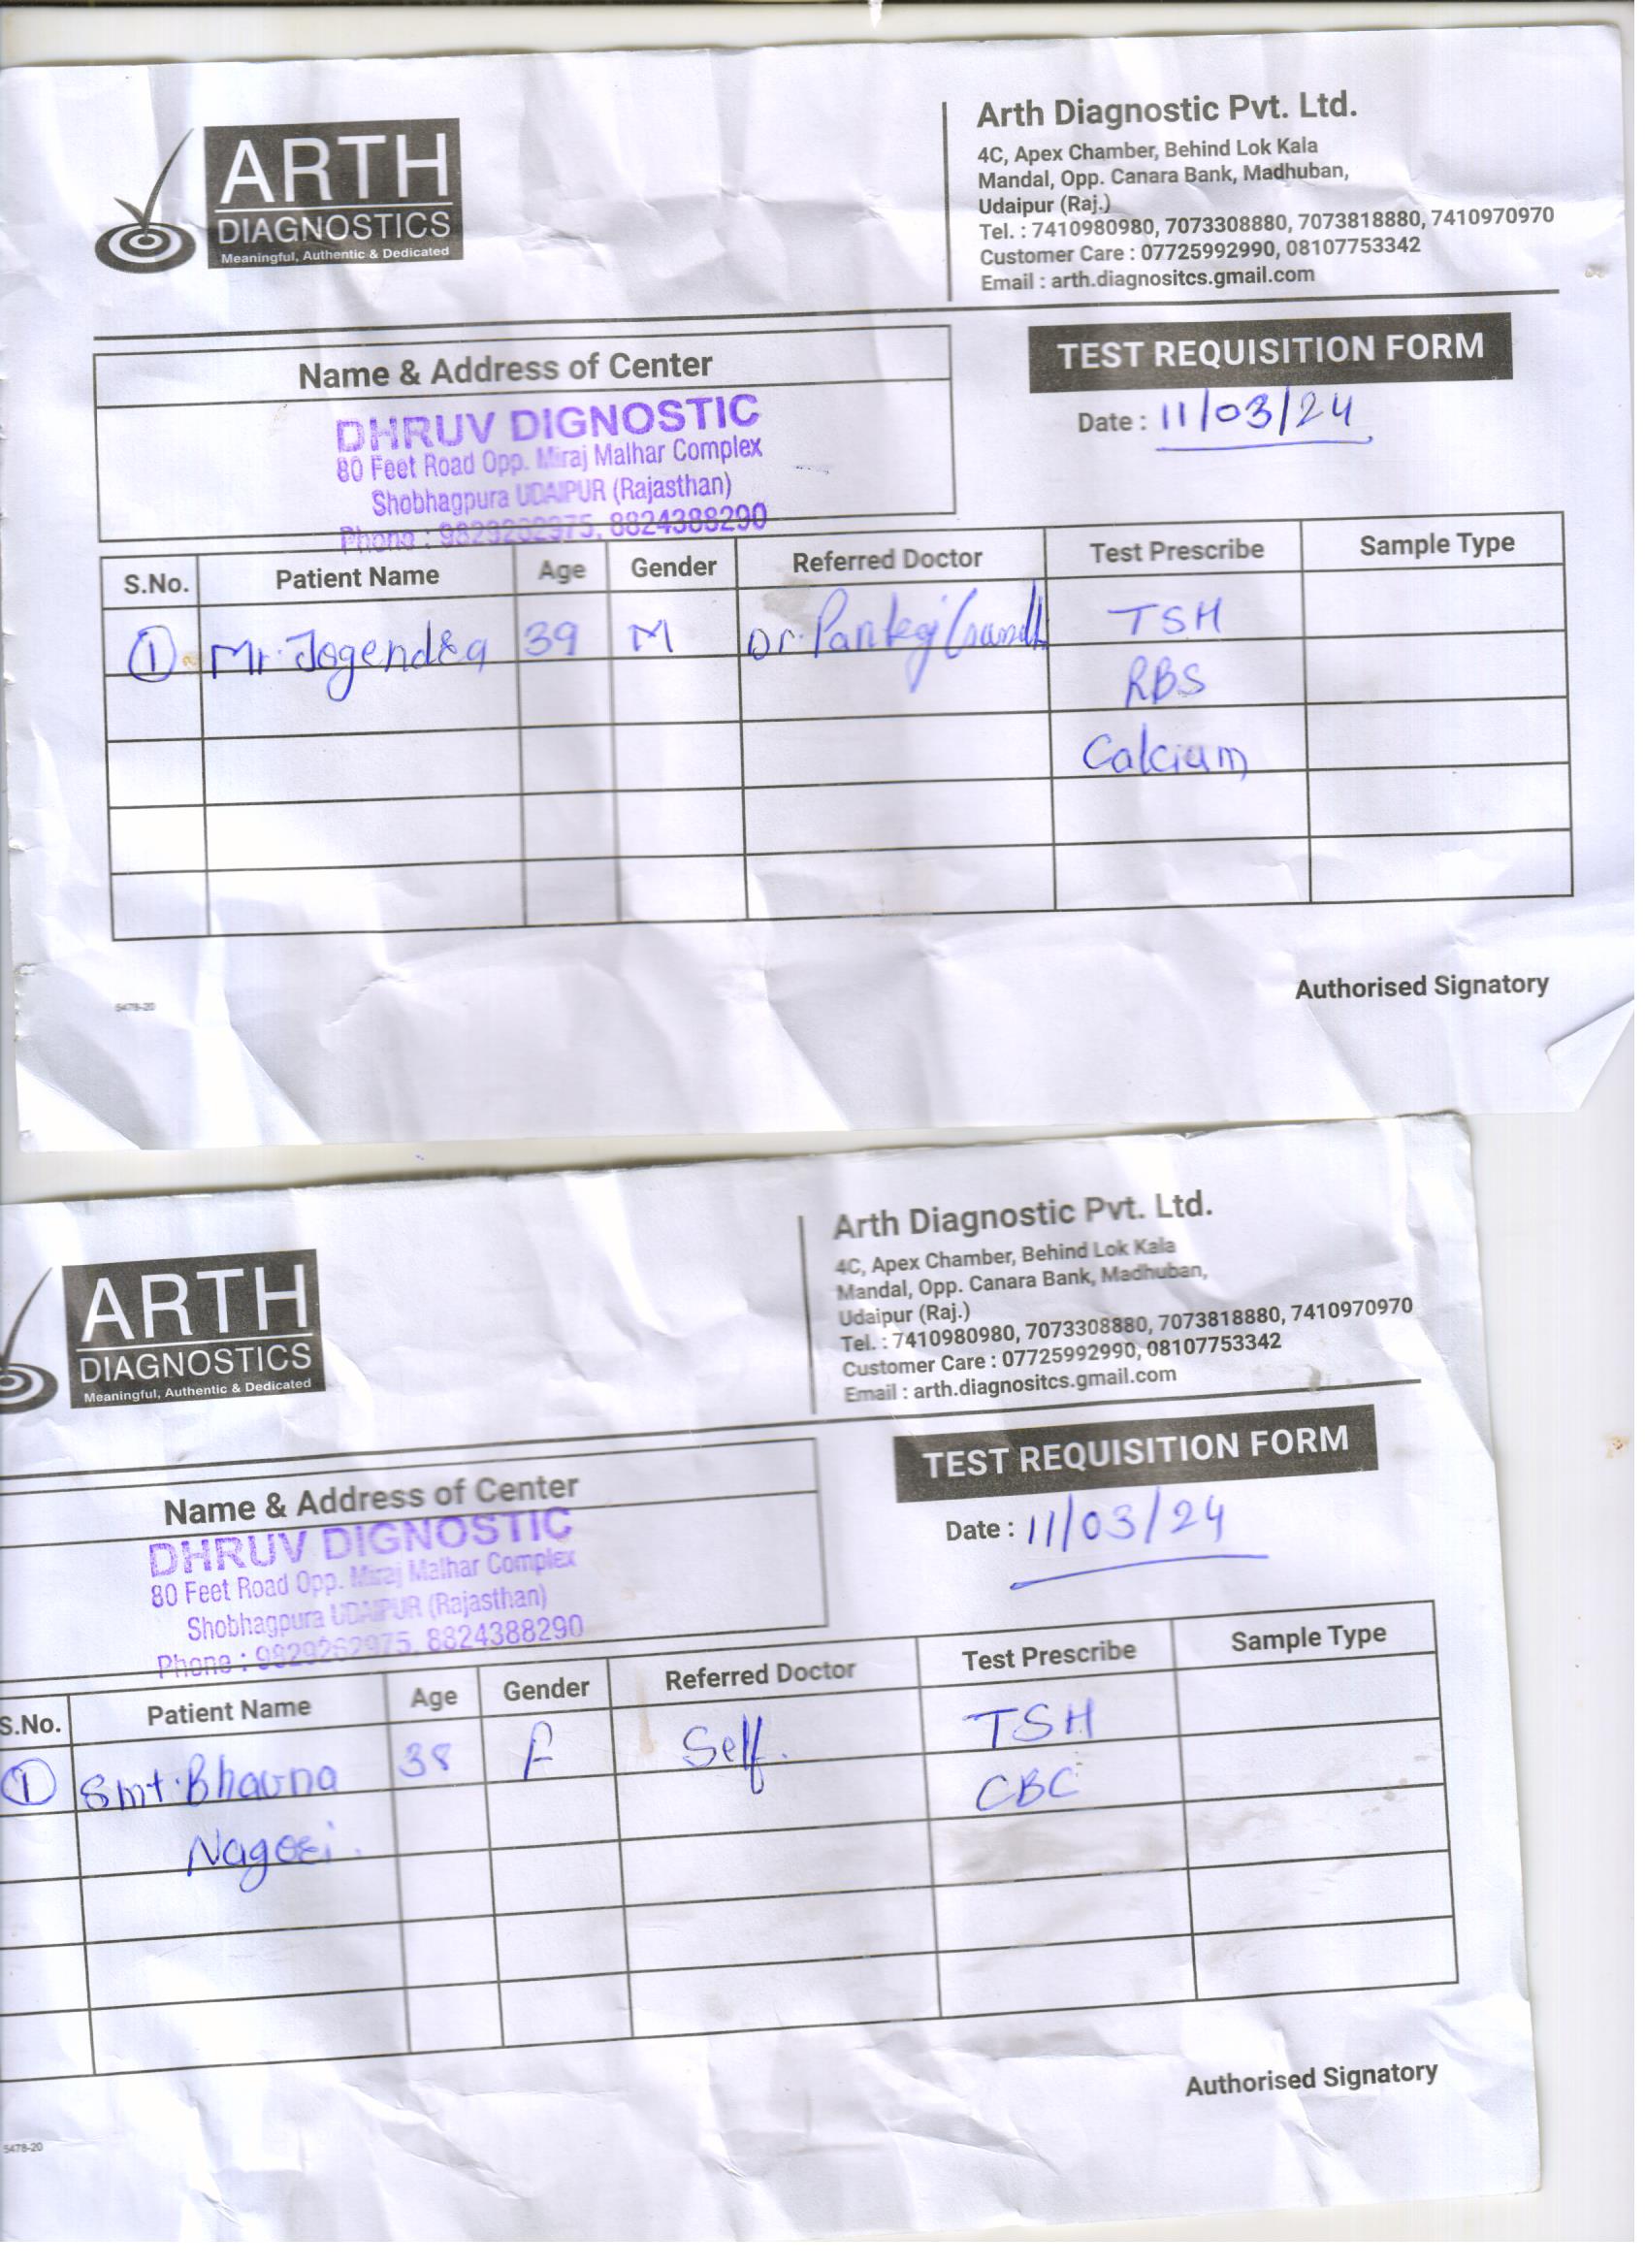 ARTH
DIAGNOSTICS
Meaningful, Authentic & Dedicated
Arth Diagnostic Pvt. Ltd.
4C, Apex Chamber, Behind Lok Kala
Mandal, Opp. Canara Bank, Madhuban,
Udaipur (Raj.)
Tel. : 7410980980, 7073308880, 7073818880, 7410970970
Customer Care : 07725992990, 08107753342
Email : arth.diagnositcs.gmail.com
Name & Address of Center
DHRUV DIGNOSTIC
80 Feet Road Opp. Miraj Malhar Complex
Shobhagpura UDAIPUR (Rajasthan)
Phone : 9829262975, 8824388290
TEST REQUISITION FORM
Date : 11/03/24
S.No. Patient Name Age Gender Referred Doctor Test Prescribe Sample Type
1 Mr. Jogendra 39 M Dr. Pankaj TSH
RBS
Calcium
Authorised Signatory
5478-20
ARTH
DIAGNOSTICS
Meaningful, Authentic & Dedicated
Arth Diagnostic Pvt. Ltd.
4C, Apex Chamber, Behind Lok Kala
Mandal, Opp. Canara Bank, Madhuban,
Udaipur (Raj.)
Tel. : 7410980980, 7073308880, 7073818880, 7410970970
Customer Care : 07725992990, 08107753342
Email : arth.diagnositcs.gmail.com
Name & Address of Center
DHRUV DIGNOSTIC
80 Feet Road Opp. Miraj Malhar Complex
Shobhagpura UDAIPUR (Rajasthan)
Phone : 9829262975, 8824388290
TEST REQUISITION FORM
Date : 11/03/24
S.No. Patient Name Age Gender Referred Doctor Test Prescribe Sample Type
1 Smt. Bhavna 38 F Self. TSH
Nagori. CBC
Authorised Signatory
5478-20